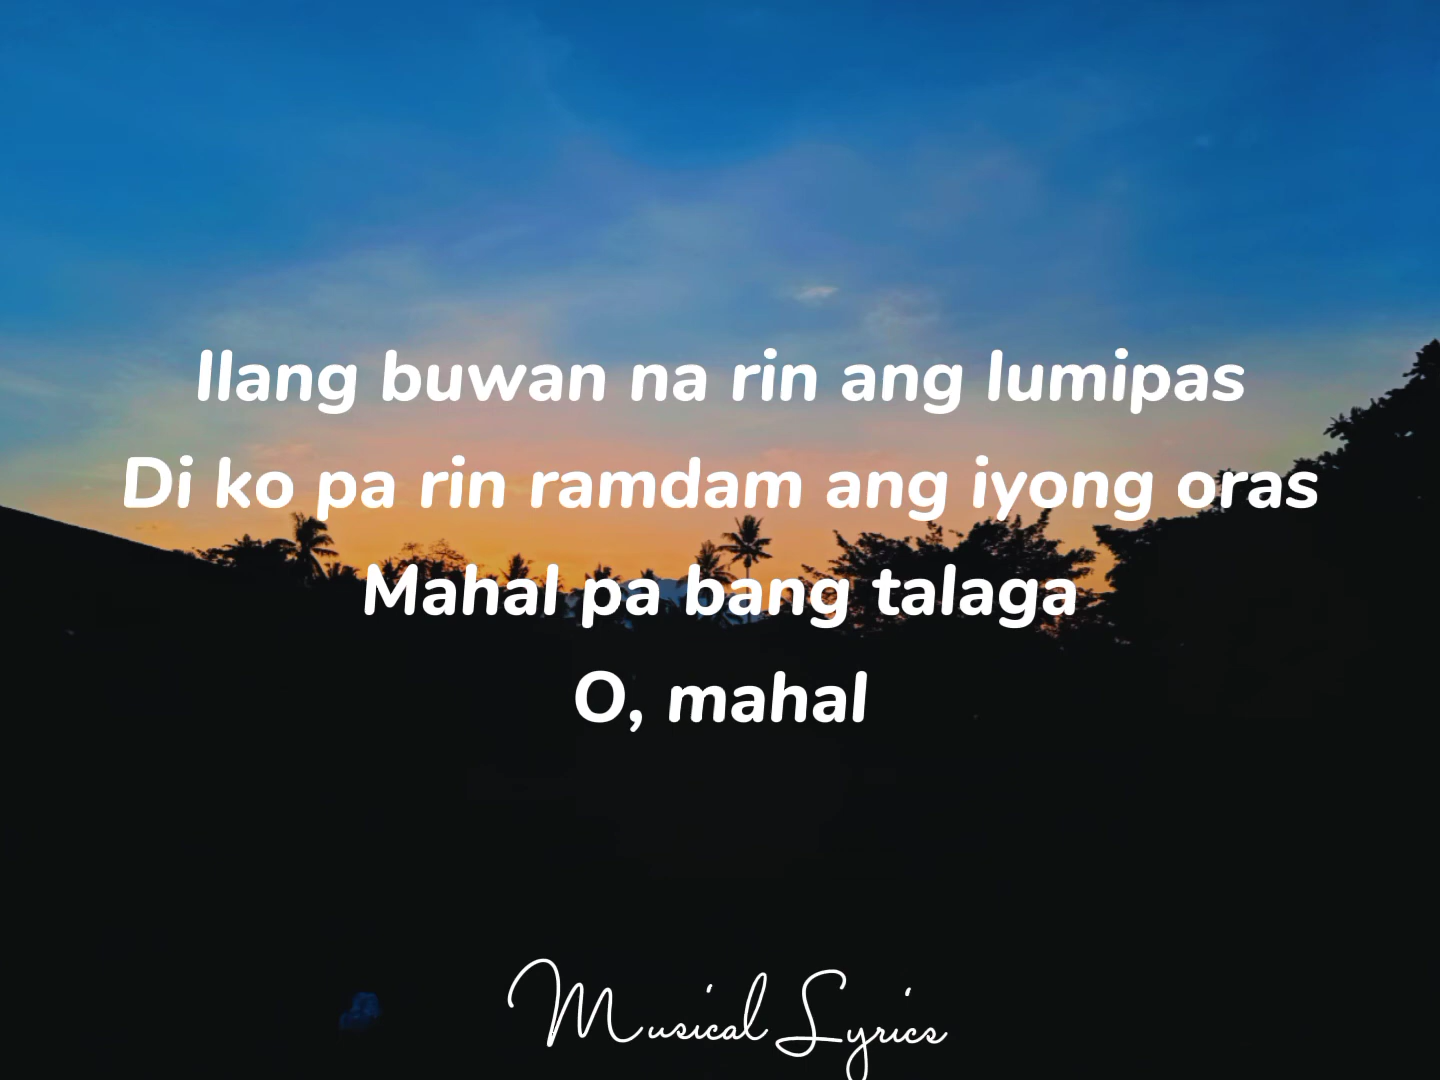 Ilang buwan na rin ang lumipas
Di ko pa rin ramdam ang iyong oras
Mahal pa bang talaga
O, mahal
Musical Lyrics